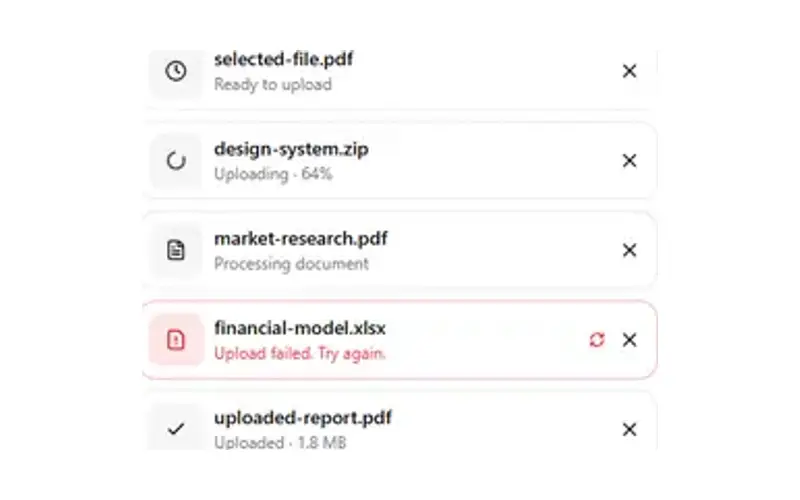 selected-file.pdf
Ready to upload
design-system.zip
Uploading · 64%
market-research.pdf
Processing document
financial-model.xlsx
Upload failed. Try again.
uploaded-report.pdf
Uploaded · 1.8 MB